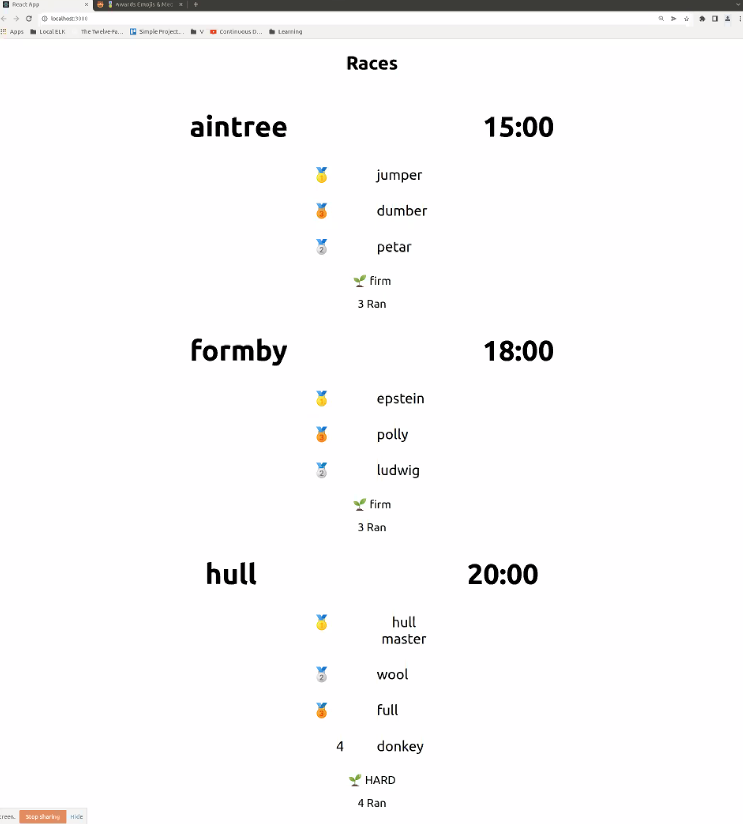 React App
Awards Emojis & Mea
localhost:3000
Apps Local ELK The Twelve-Fa... Simple Project... V Continuous D... Learning
Races
aintree 15:00
🥇 jumper
🥉 dumber
🥈 petar
🌱 firm
3 Ran
formby 18:00
🥇 epstein
🥉 polly
🥈 ludwig
🌱 firm
3 Ran
hull 20:00
🥇 hull
master
🥈 wool
🥉 full
4 donkey
🌱 HARD
4 Ran
Stop sharing Hide